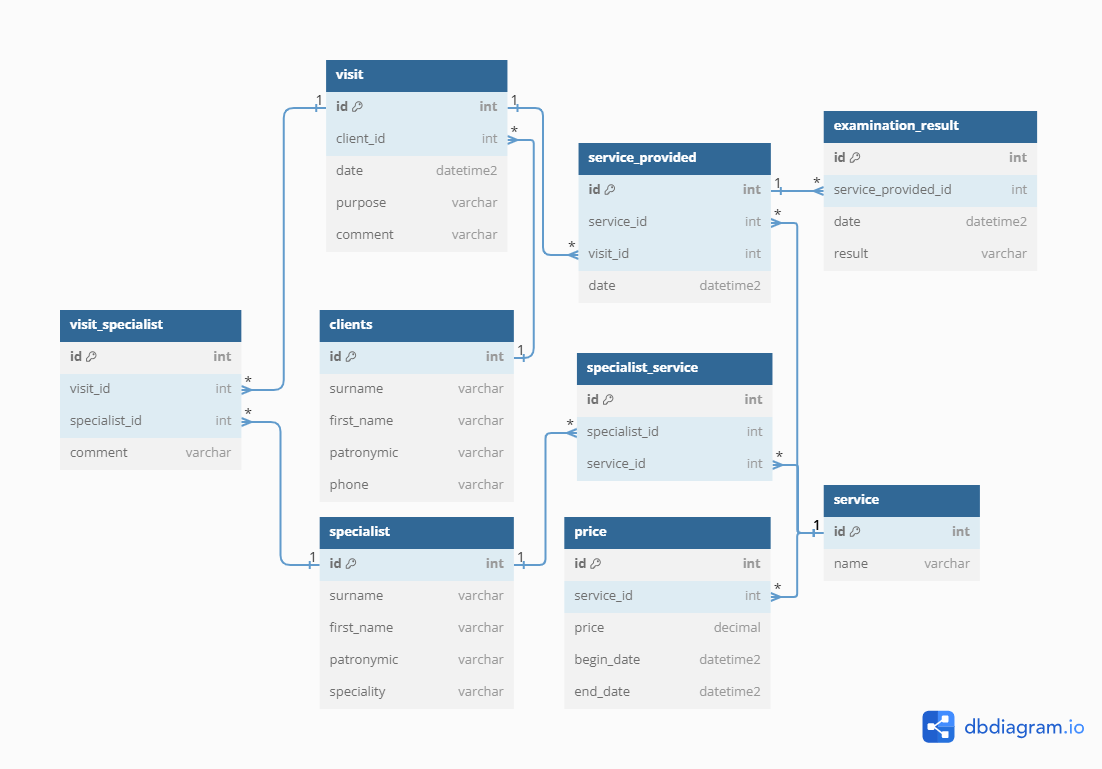 visit
id int
client_id int
date datetime2
purpose varchar
comment varchar
1
1
*
service_provided
id int
service_id int
visit_id int
date datetime2
1
*
*
examination_result
id int
service_provided_id int
date datetime2
result varchar
*
visit_specialist
id int
visit_id int
specialist_id int
comment varchar
*
*
clients
id int
surname varchar
first_name varchar
patronymic varchar
phone varchar
1
specialist_service
id int
specialist_id int
service_id int
*
*
specialist
id int
surname varchar
first_name varchar
patronymic varchar
speciality varchar
1
1
price
id int
service_id int
price decimal
begin_date datetime2
end_date datetime2
*
service
id int
name varchar
1
dbdiagram.io